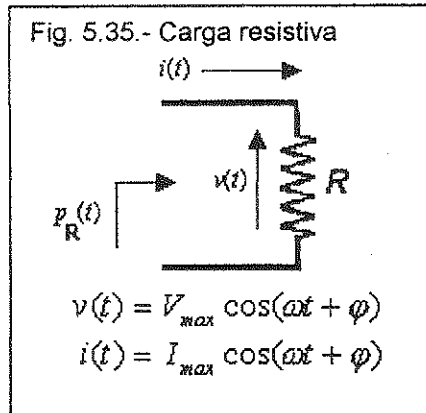 Fig. 5.35.- Carga resistiva
i(t)
v(t)
R
p_R(t)
v(t) = V_max cos(ωt + φ)
i(t) = I_max cos(ωt + φ)